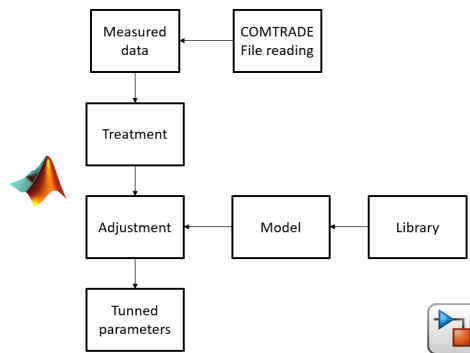 Measured
data
COMTRADE
File reading
Treatment
Adjustment
Model
Library
Tunned
parameters